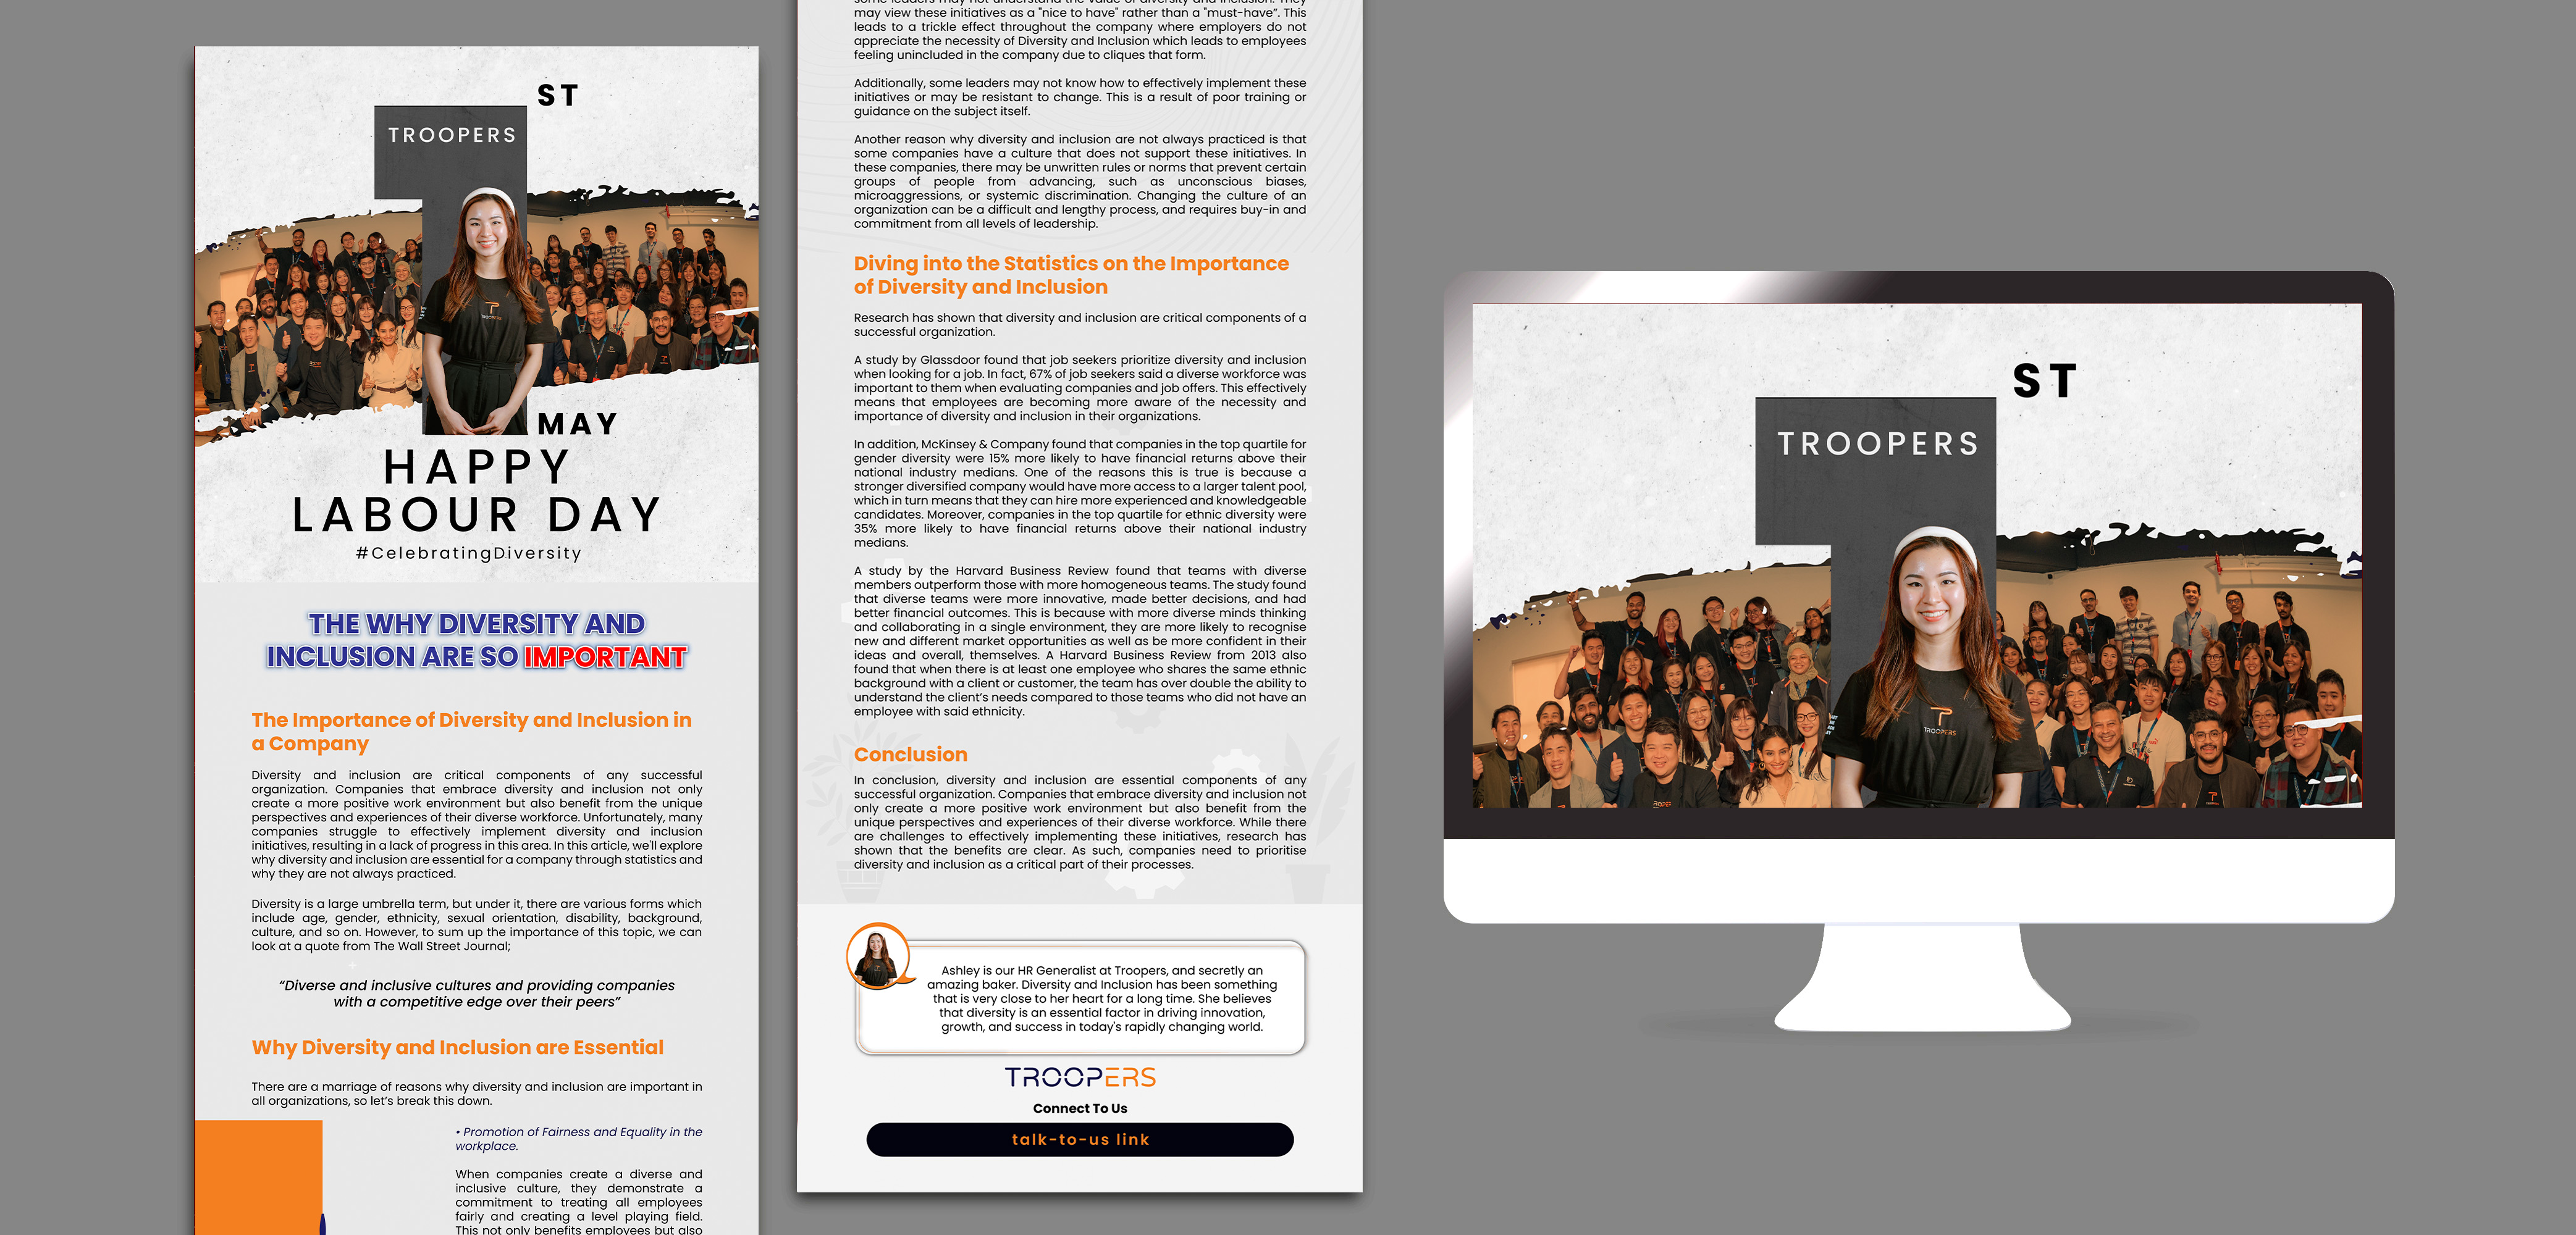 ST
TROOPERS
MAY
HAPPY
LABOUR DAY
#CelebratingDiversity
THE WHY DIVERSITY AND
INCLUSION ARE SO IMPORTANT
The Importance of Diversity and Inclusion in
a Company
Diversity and inclusion are critical components of any successful
organization. Companies that embrace diversity and inclusion not only
create a more positive work environment but also benefit from the unique
perspectives and experiences of their diverse workforce. Unfortunately, many
companies struggle to effectively implement diversity and inclusion
initiatives, resulting in a lack of progress in this area. In this article, we'll explore
why diversity and inclusion are essential for a company through statistics and
why they are not always practiced.
Diversity is a large umbrella term, but under it, there are various forms which
include age, gender, ethnicity, sexual orientation, disability, background,
culture, and so on. However, to sum up the importance of this topic, we can
look at a quote from The Wall Street Journal;
“Diverse and inclusive cultures and providing companies
with a competitive edge over their peers”
Why Diversity and Inclusion are Essential
There are a marriage of reasons why diversity and inclusion are important in
all organizations, so let’s break this down.
• Promotion of Fairness and Equality in the
workplace.
When companies create a diverse and
inclusive culture, they demonstrate a
commitment to treating all employees
fairly and creating a level playing field.
This not only benefits employees but also
some leaders may not understand the value of diversity and inclusion. They
may view these initiatives as a "nice to have" rather than a "must-have”. This
leads to a trickle effect throughout the company where employers do not
appreciate the necessity of Diversity and Inclusion which leads to employees
feeling unincluded in the company due to cliques that form.
Additionally, some leaders may not know how to effectively implement these
initiatives or may be resistant to change. This is a result of poor training or
guidance on the subject itself.
Another reason why diversity and inclusion are not always practiced is that
some companies have a culture that does not support these initiatives. In
these companies, there may be unwritten rules or norms that prevent certain
groups of people from advancing, such as unconscious biases,
microaggressions, or systemic discrimination. Changing the culture of an
organization can be a difficult and lengthy process, and requires buy-in and
commitment from all levels of leadership.
Diving into the Statistics on the Importance
of Diversity and Inclusion
Research has shown that diversity and inclusion are critical components of a
successful organization.
A study by Glassdoor found that job seekers prioritize diversity and inclusion
when looking for a job. In fact, 67% of job seekers said a diverse workforce was
important to them when evaluating companies and job offers. This effectively
means that employees are becoming more aware of the necessity and
importance of diversity and inclusion in their organizations.
In addition, McKinsey & Company found that companies in the top quartile for
gender diversity were 15% more likely to have financial returns above their
national industry medians. One of the reasons this is true is because a
stronger diversified company would have more access to a larger talent pool,
which in turn means that they can hire more experienced and knowledgeable
candidates. Moreover, companies in the top quartile for ethnic diversity were
35% more likely to have financial returns above their national industry
medians.
A study by the Harvard Business Review found that teams with diverse
members outperform those with more homogeneous teams. The study found
that diverse teams were more innovative, made better decisions, and had
better financial outcomes. This is because with more diverse minds thinking
and collaborating in a single environment, they are more likely to recognise
new and different market opportunities as well as be more confident in their
ideas and overall, themselves. A Harvard Business Review from 2013 also
found that when there is at least one employee who shares the same ethnic
background with a client or customer, the team has over double the ability to
understand the client’s needs compared to those teams who did not have an
employee with said ethnicity.
Conclusion
In conclusion, diversity and inclusion are essential components of any
successful organization. Companies that embrace diversity and inclusion not
only create a more positive work environment but also benefit from the
unique perspectives and experiences of their diverse workforce. While there
are challenges to effectively implementing these initiatives, research has
shown that the benefits are clear. As such, companies need to prioritise
diversity and inclusion as a critical part of their processes.
Ashley is our HR Generalist at Troopers, and secretly an
amazing baker. Diversity and Inclusion has been something
that is very close to her heart for a long time. She believes
that diversity is an essential factor in driving innovation,
growth, and success in today's rapidly changing world.
TROOPERS
Connect To Us
talk-to-us link
ST
TROOPERS
TROOPERS